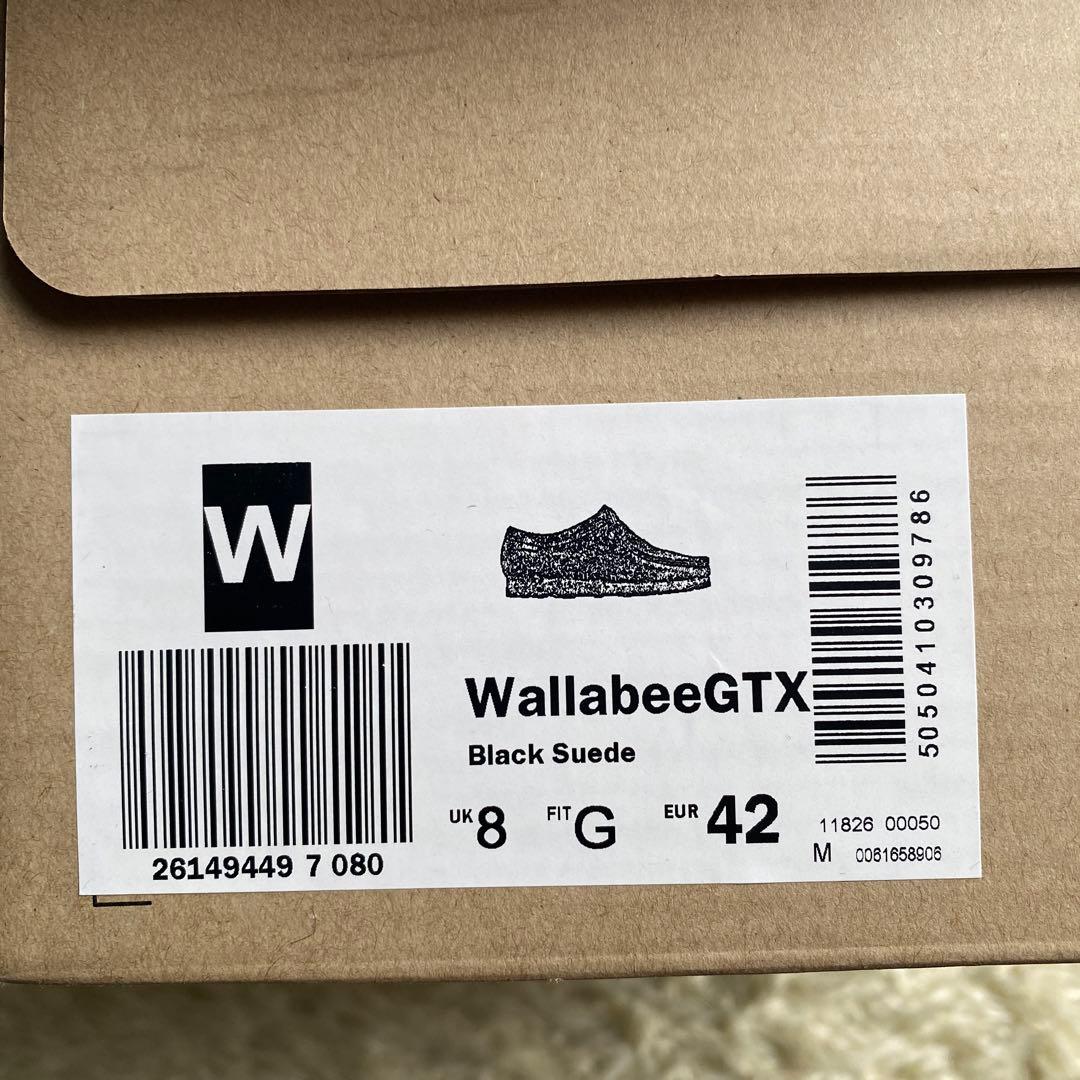 W
WallabeeGTX
Black Suede
UK 8 FIT G EUR 42
26149449 7 080
5050410309786
11826 00050
M 0061658906